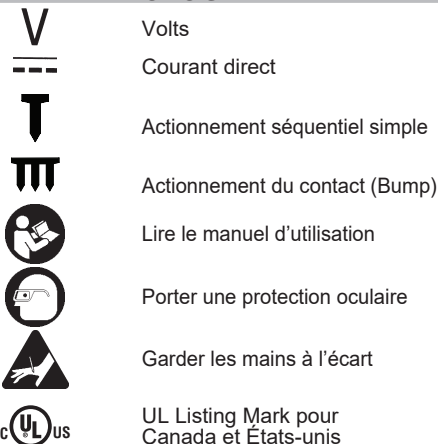 V Volts
Courant direct
Actionnement séquentiel simple
Actionnement du contact (Bump)
Lire le manuel d’utilisation
Porter une protection oculaire
Garder les mains à l’écart
C UL US UL Listing Mark pour
Canada et États-unis